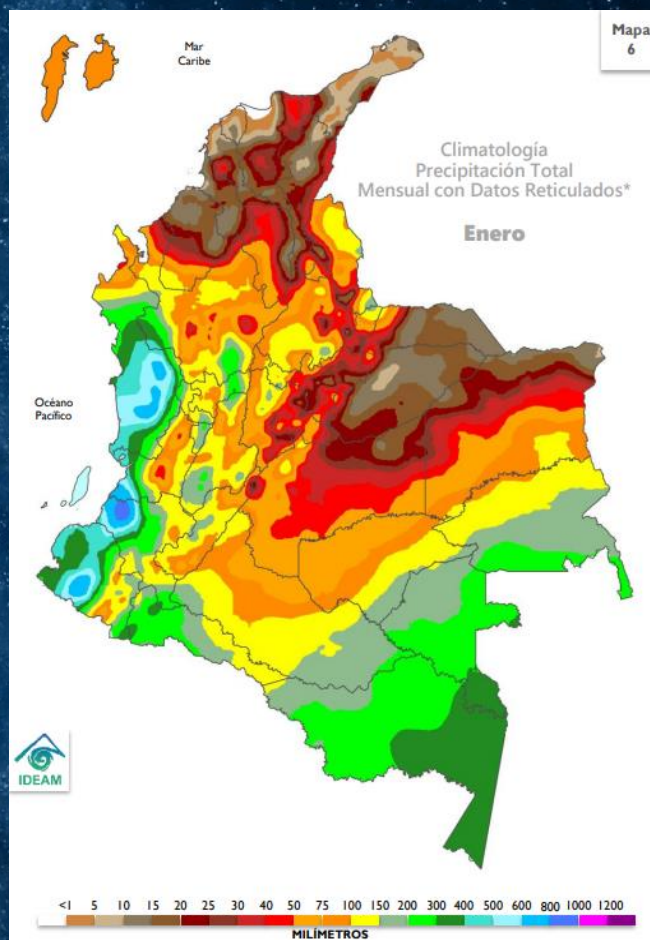 Mapa
6
Mar
Caribe
Climatología
Precipitación Total
Mensual con Datos Reticulados*
Enero
Océano
Pacífico
IDEAM
<1 5 10 15 20 25 30 40 50 75 100 150 200 300 400 500 600 800 1000 1200
MILÍMETROS